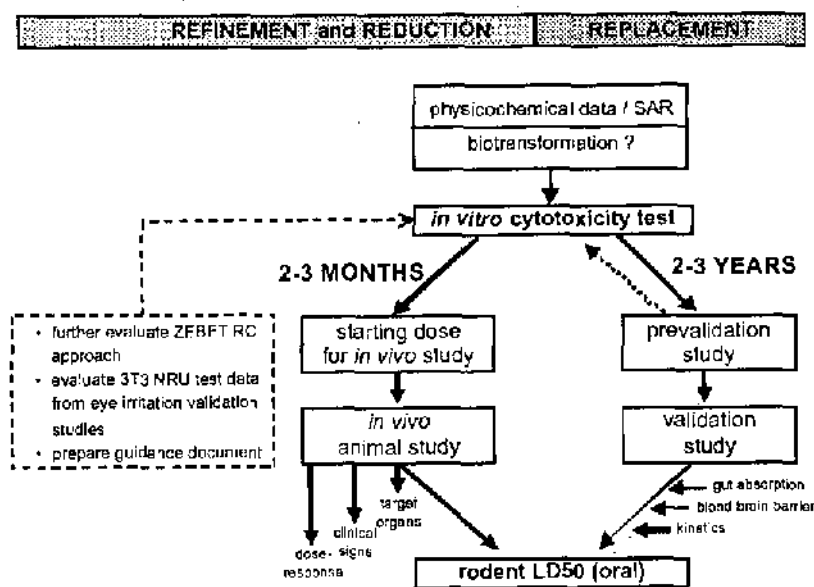 REFINEMENT and REDUCTION
REPLACEMENT
physicochemical data / SAR
biotransformation ?
in vitro cytotoxicity test
2-3 MONTHS
2-3 YEARS
• further evaluate ZEBET RC
approach
• evaluate 3T3 NRU test data
from eye irritation validation
studies
• prepare guidance document
starting dose
for in vivo study
prevalidation
study
in vivo
animal study
validation
study
dose-
response
clinical
signs
target
organs
gut absorption
blood brain barrier
kinetics
rodent LD50 (oral)